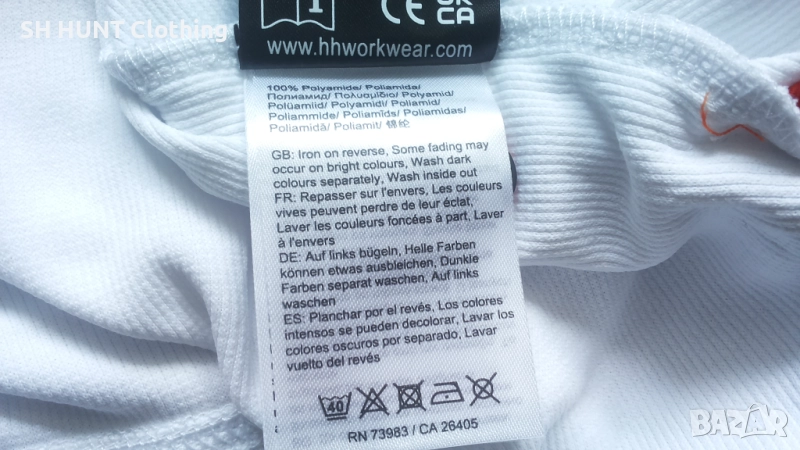 SH HUNT Clothing
i
CE UK
CA
www.hhworkwear.com
100% Polyamide/ Poliamida/
Полиамид/ Πολυαμίδιο/ Polyamid/
Polüamiid/ Polyamidi/ Poliamid/
Poliammide/ Poliamīds/ Poliamidas/
Poliamidă/ Poliamit/ 锦纶
GB: Iron on reverse, Some fading may
occur on bright colours, Wash dark
colours separately, Wash inside out
FR: Repasser sur l'envers, Les couleurs
vives peuvent perdre de leur éclat,
Laver les couleurs foncées à part, Laver
à l'envers
DE: Auf links bügeln, Helle Farben
können etwas ausbleichen, Dunkle
Farben separat waschen, Auf links
waschen
ES: Planchar por el revés, Los colores
intensos se pueden decolorar, Lavar los
colores oscuros por separado, Lavar
vuelto del revés
40
RN 73983 / CA 26405
BAZAR